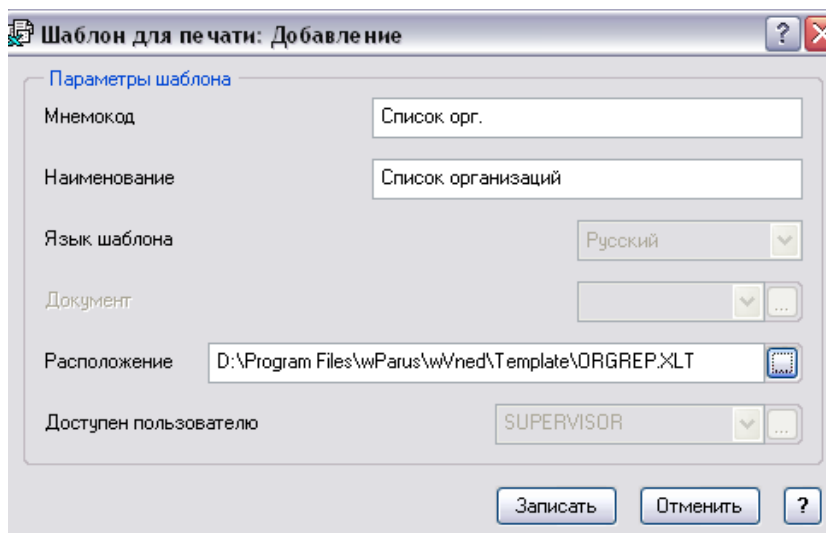 Шаблон для печати: Добавление
Параметры шаблона
Мнемокод Список орг.
Наименование Список организаций
Язык шаблона Русский
Документ ...
Расположение D:\Program Files\wParus\wVned\Template\ORGREP.XLT ...
Доступен пользователю SUPERVISOR ...
Записать Отменить ?